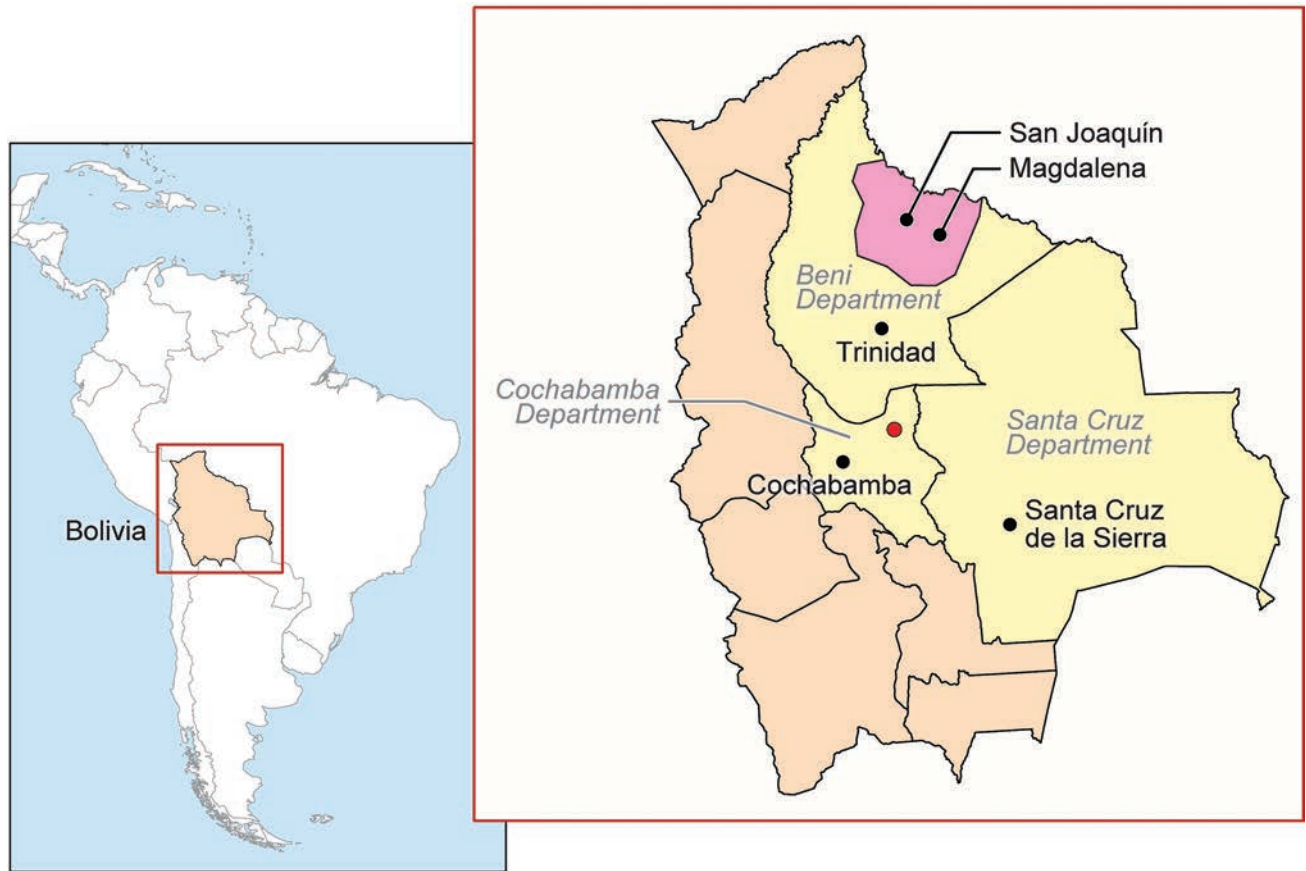 Bolivia
San Joaquín
Magdalena
Beni
Department
Trinidad
Cochabamba
Department
Santa Cruz
Department
Cochabamba
Santa Cruz
de la Sierra